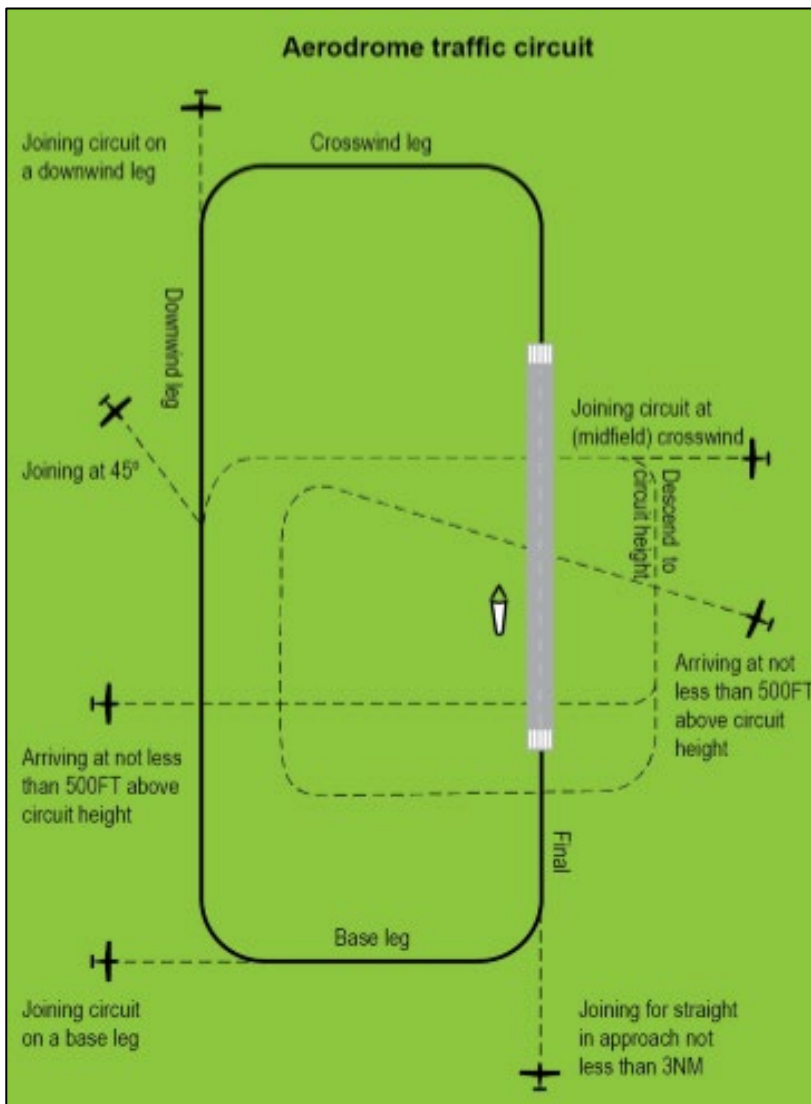 Aerodrome traffic circuit
Joining circuit on
a downwind leg
Crosswind leg
Downwind leg
Joining circuit at
(midfield) crosswind
Joining at 45º
Descend to
circuit height
Arriving at not
less than 500FT
above circuit
height
Arriving at not less
than 500FT above
circuit height
Final
Base leg
Joining circuit
on a base leg
Joining for straight
in approach not
less than 3NM